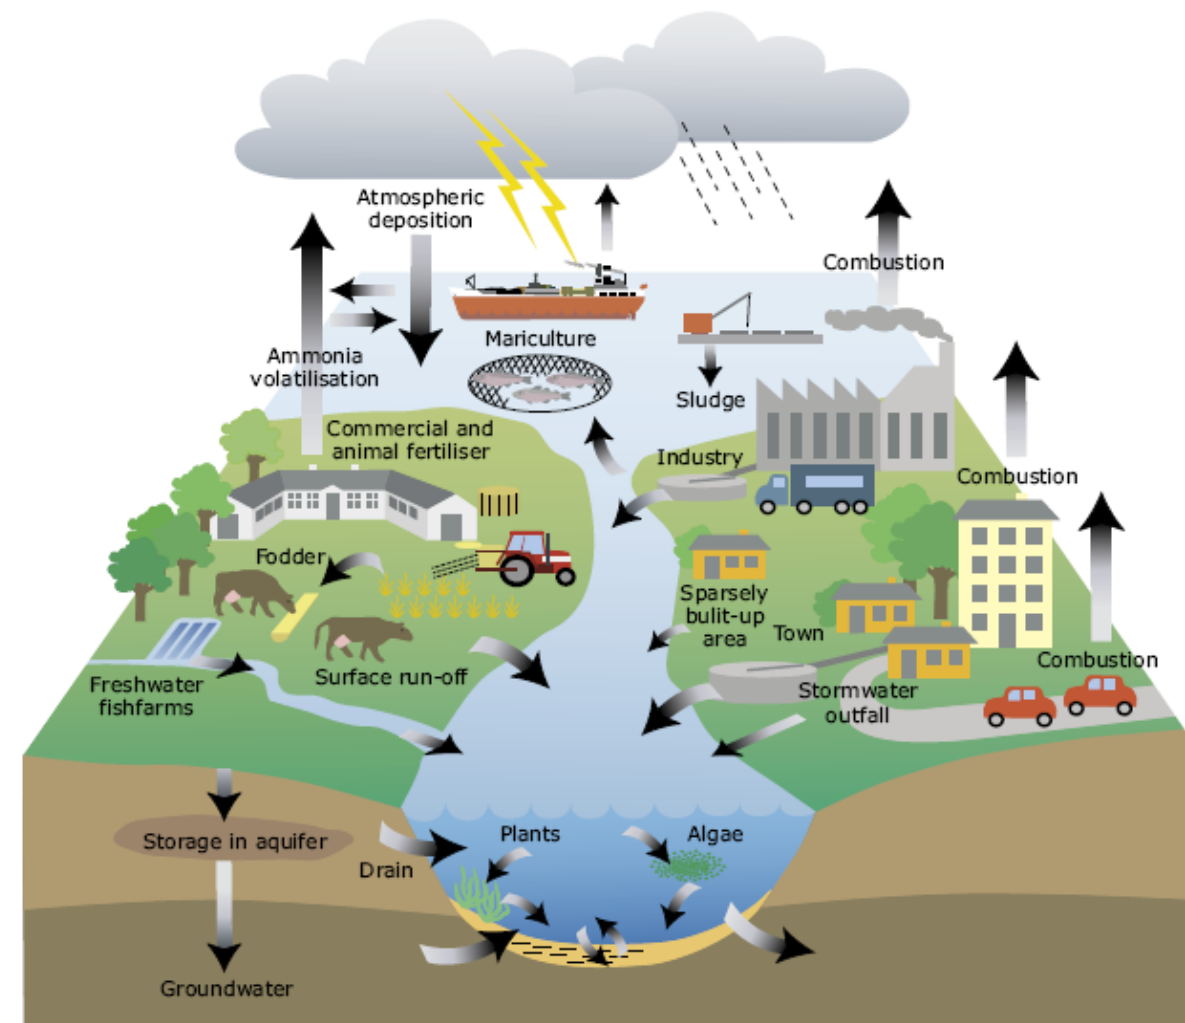 Atmospheric
deposition
Combustion
Mariculture
Ammonia
volatilisation
Sludge
Commercial and
animal fertiliser
Industry
Combustion
Fodder
Sparsely
bulit-up
area
Town
Combustion
Surface run-off
Freshwater
fishfarms
Stormwater
outfall
Storage in aquifer
Plants
Algae
Drain
Groundwater